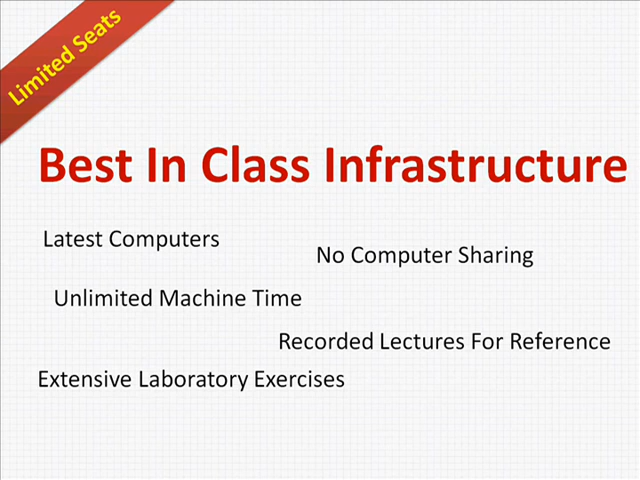 Limited Seats
Best In Class Infrastructure
Latest Computers
No Computer Sharing
Unlimited Machine Time
Recorded Lectures For Reference
Extensive Laboratory Exercises